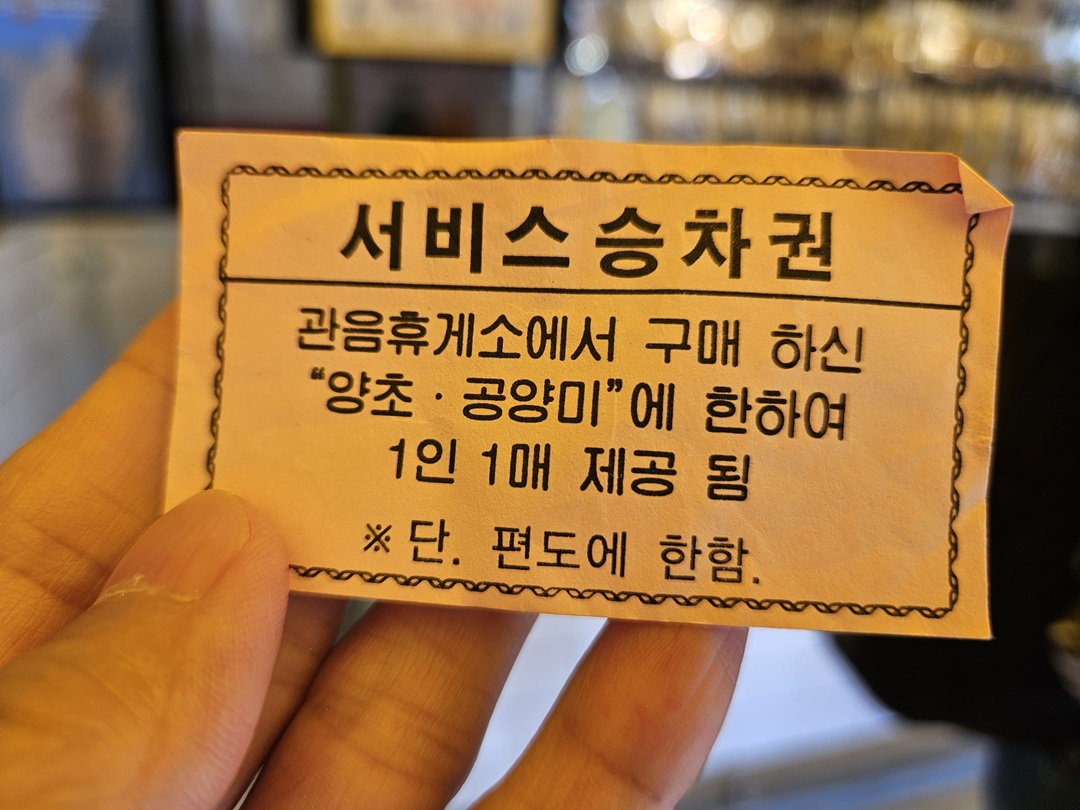 서비스승차권
관음휴게소에서 구매 하신
“양초 · 공양미”에 한하여
1인 1매 제공 됨
※ 단. 편도에 한함.